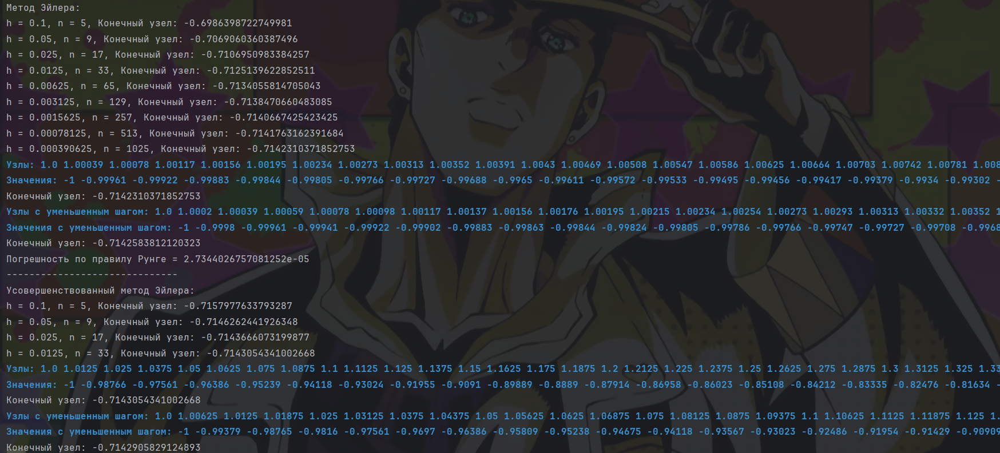 Метод Эйлера:
h = 0.1, n = 5, Конечный узел: -0.6986398722749981
h = 0.05, n = 9, Конечный узел: -0.7069060360387496
h = 0.025, n = 17, Конечный узел: -0.7106950983384257
h = 0.0125, n = 33, Конечный узел: -0.7125139622852511
h = 0.00625, n = 65, Конечный узел: -0.7134055814705043
h = 0.003125, n = 129, Конечный узел: -0.7138470660483085
h = 0.0015625, n = 257, Конечный узел: -0.7140667425423425
h = 0.00078125, n = 513, Конечный узел: -0.7141763162391684
h = 0.000390625, n = 1025, Конечный узел: -0.7142310371852753
Узлы: 1.0 1.00039 1.00078 1.00117 1.00156 1.00195 1.00234 1.00273 1.00313 1.00352 1.00391 1.0043 1.00469 1.00508 1.00547 1.00586 1.00625 1.00664 1.00703 1.00742 1.00781 1.008
Значения: -1 -0.99961 -0.99922 -0.99883 -0.99844 -0.99805 -0.99766 -0.99727 -0.99688 -0.9965 -0.99611 -0.99572 -0.99533 -0.99495 -0.99456 -0.99417 -0.99379 -0.9934 -0.99302 -
Конечный узел: -0.7142310371852753
Узлы с уменьшенным шагом: 1.0 1.0002 1.00039 1.00059 1.00078 1.00098 1.00117 1.00137 1.00156 1.00176 1.00195 1.00215 1.00234 1.00254 1.00273 1.00293 1.00313 1.00332 1.00352 1
Значения с уменьшенным шагом: -1 -0.9998 -0.99961 -0.99941 -0.99922 -0.99902 -0.99883 -0.99863 -0.99844 -0.99824 -0.99805 -0.99786 -0.99766 -0.99747 -0.99727 -0.99708 -0.9968
Конечный узел: -0.7142583812120323
Погрешность по правилу Рунге = 2.7344026757081252e-05
------------------------------
Усовершенствованный метод Эйлера:
h = 0.1, n = 5, Конечный узел: -0.7157977633793287
h = 0.05, n = 9, Конечный узел: -0.7146262441926348
h = 0.025, n = 17, Конечный узел: -0.7143666073199877
h = 0.0125, n = 33, Конечный узел: -0.7143054341002668
Узлы: 1.0 1.0125 1.025 1.0375 1.05 1.0625 1.075 1.0875 1.1 1.1125 1.125 1.1375 1.15 1.1625 1.175 1.1875 1.2 1.2125 1.225 1.2375 1.25 1.2625 1.275 1.2875 1.3 1.3125 1.325 1.33
Значения: -1 -0.98766 -0.97561 -0.96386 -0.95239 -0.94118 -0.93024 -0.91955 -0.9091 -0.89889 -0.8889 -0.87914 -0.86958 -0.86023 -0.85108 -0.84212 -0.83335 -0.82476 -0.81634 -
Конечный узел: -0.7143054341002668
Узлы с уменьшенным шагом: 1.0 1.00625 1.0125 1.01875 1.025 1.03125 1.0375 1.04375 1.05 1.05625 1.0625 1.06875 1.075 1.08125 1.0875 1.09375 1.1 1.10625 1.1125 1.11875 1.125 1.
Значения с уменьшенным шагом: -1 -0.99379 -0.98765 -0.9816 -0.97561 -0.9697 -0.96386 -0.95809 -0.95238 -0.94675 -0.94118 -0.93567 -0.93023 -0.92486 -0.91954 -0.91429 -0.90909
Конечный узел: -0.7142905829124893